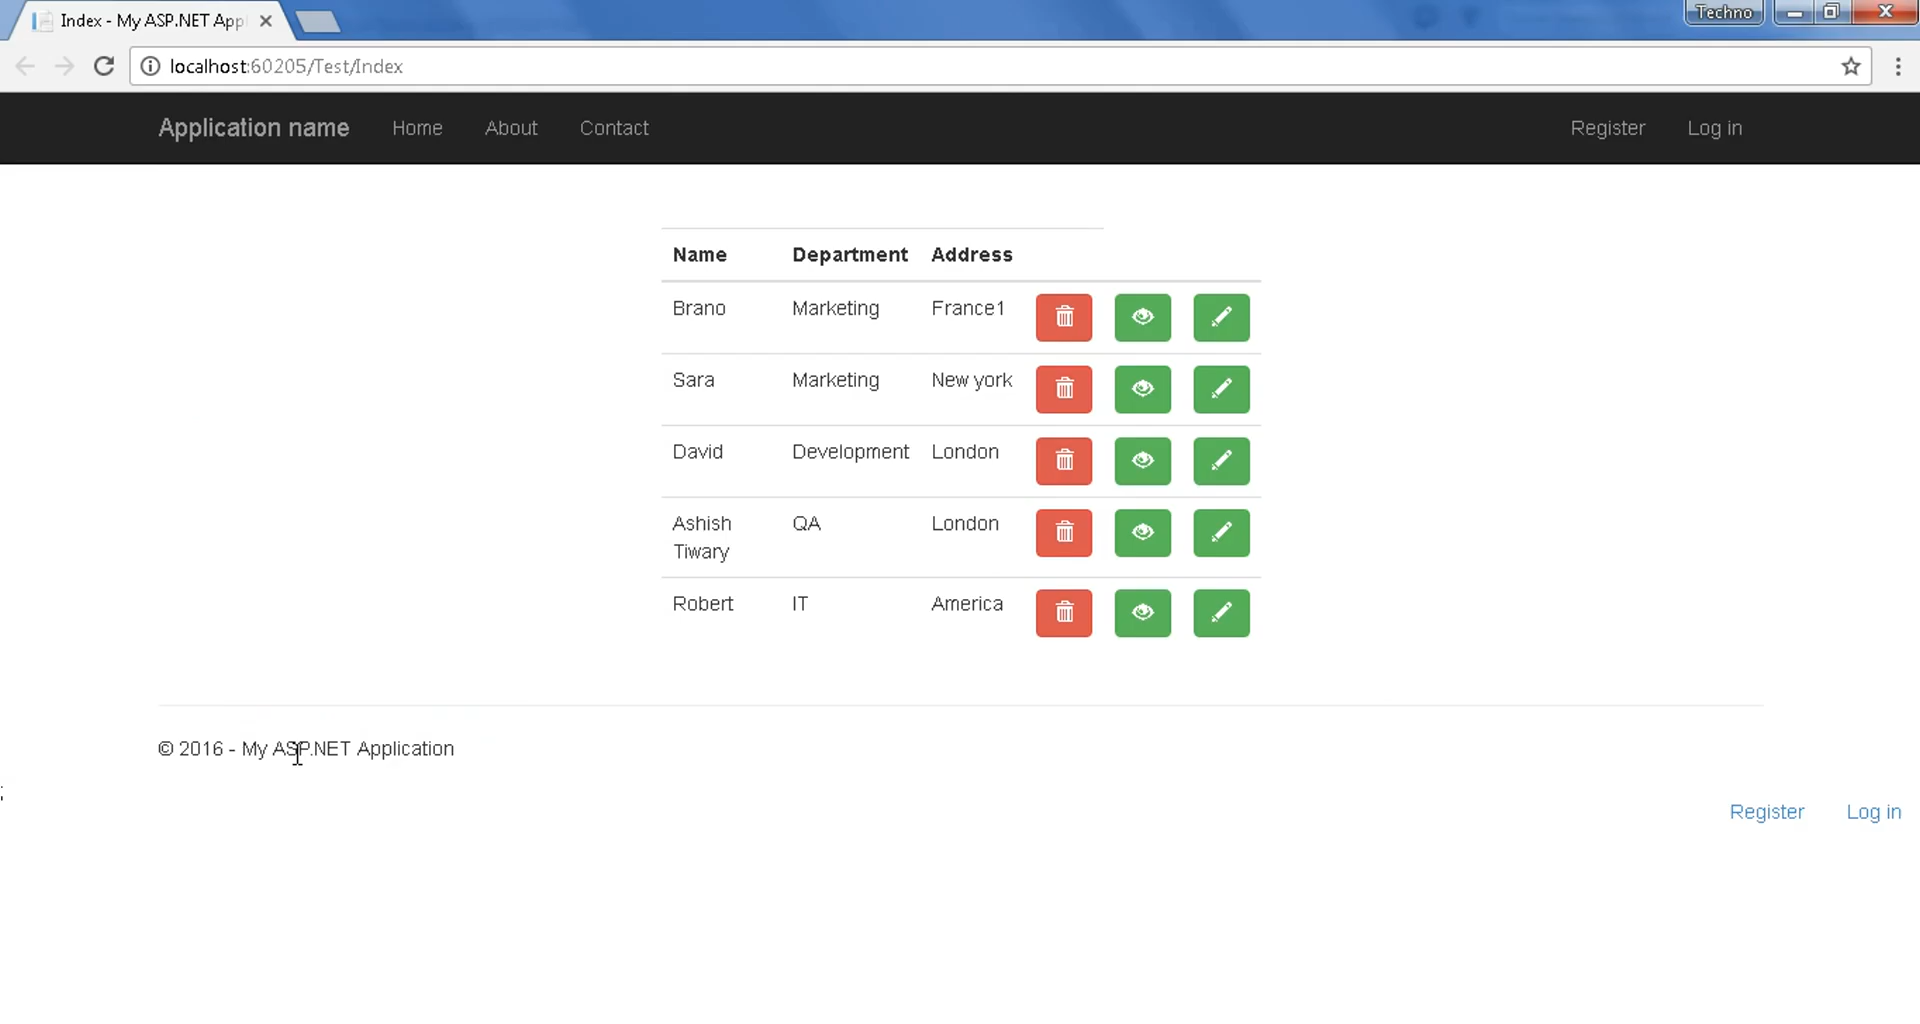 Index - My ASP.NET App
Techno
localhost:60205/Test/Index
Application name Home About Contact Register Log in
Name Department Address
Brano Marketing France1
Sara Marketing New york
David Development London
Ashish Tiwary QA London
Robert IT America
© 2016 - My ASP.NET Application
;
Register Log in